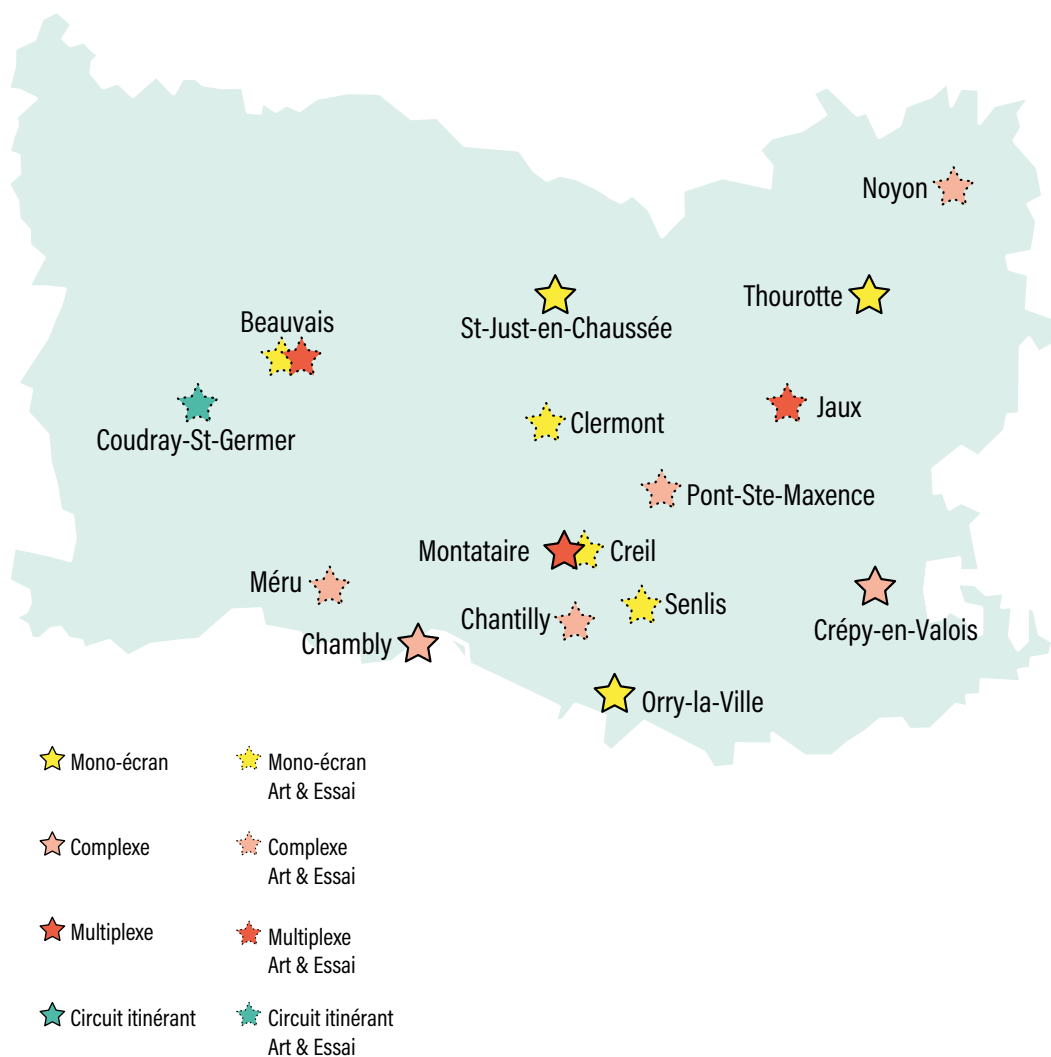 Noyon
Thourotte
St-Just-en-Chaussée
Beauvais
Jaux
Clermont
Coudray-St-Germer
Pont-Ste-Maxence
Montataire
Creil
Méru
Senlis
Chantilly
Crépy-en-Valois
Chambly
Orry-la-Ville
Mono-écran
Mono-écran
Art & Essai
Complexe
Complexe
Art & Essai
Multiplexe
Multiplexe
Art & Essai
Circuit itinérant
Circuit itinérant
Art & Essai